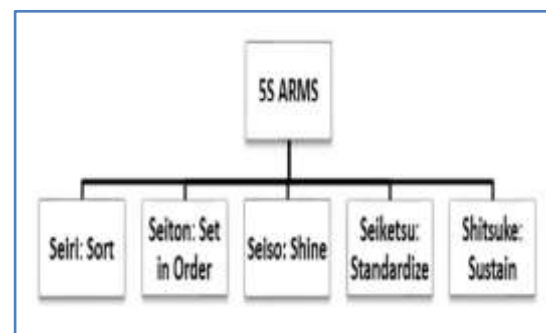 5S ARMS
Seiri: Sort
Seiton: Set
in Order
Seiso: Shine
Seiketsu:
Standardize
Shitsuke:
Sustain